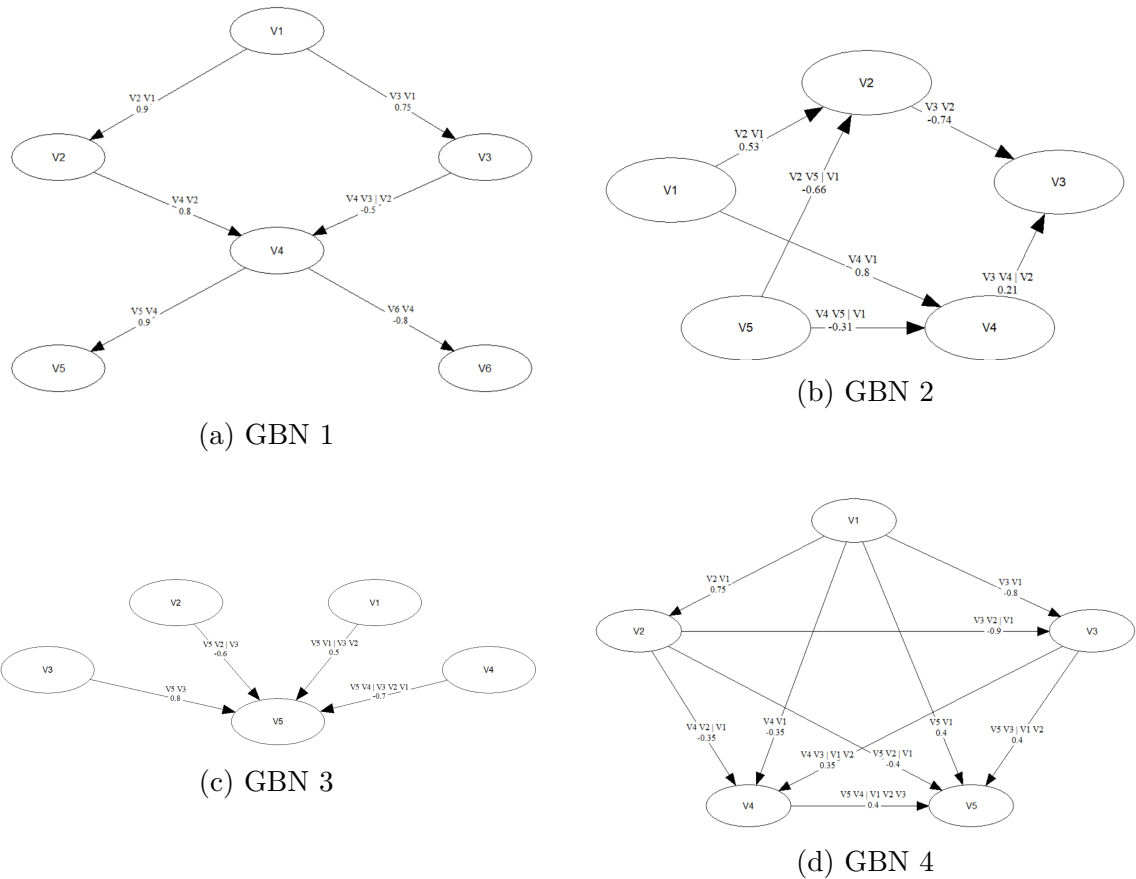 V1
V2 V1
0.9
V3 V1
0.75
V2
V3
V4 V2
0.8
V4 V3 | V2
-0.5
V4
V5 V4
0.9
V6 V4
-0.8
V5
V6
(a) GBN 1
V2
V3 V2
-0.74
V2 V1
0.53
V1
V2 V5 | V1
-0.66
V3
V4 V1
0.8
V3 V4 | V2
0.21
V5
V4 V5 | V1
-0.31
V4
(b) GBN 2
V2
V1
V5 V2 | V3
-0.6
V5 V1 | V3 V2
0.5
V3
V4
V5 V3
0.8
V5 V4 | V3 V2 V1
-0.7
V5
(c) GBN 3
V1
V2 V1
0.75
V3 V1
-0.8
V2
V3 V2 | V1
-0.9
V3
V4 V2 | V1
-0.35
V4 V1
-0.35
V5 V1
0.4
V5 V3 | V1 V2
0.4
V4 V3 | V1 V2
0.35
V5 V2 | V1
-0.4
V4
V5 V4 | V1 V2 V3
0.4
V5
(d) GBN 4